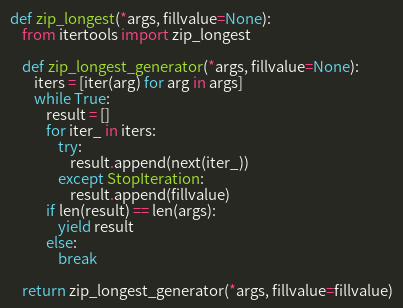 def zip_longest(*args, fillvalue=None):
from itertools import zip_longest
def zip_longest_generator(*args, fillvalue=None):
iters = [iter(arg) for arg in args]
while True:
result = []
for iter_ in iters:
try:
result.append(next(iter_))
except StopIteration:
result.append(fillvalue)
if len(result) == len(args):
yield result
else:
break
return zip_longest_generator(*args, fillvalue=fillvalue)